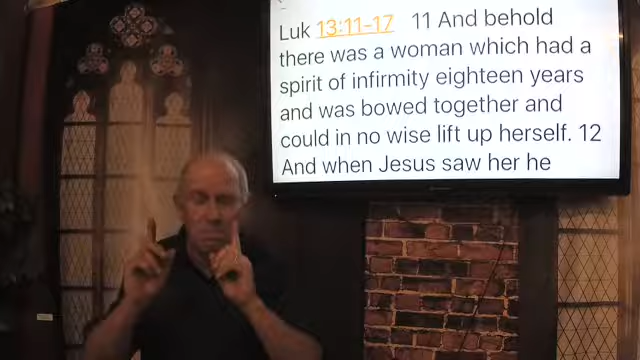 Luk 13:11-17 11 And behold
there was a woman which had a
spirit of infirmity eighteen years
and was bowed together and
could in no wise lift up herself. 12
And when Jesus saw her he